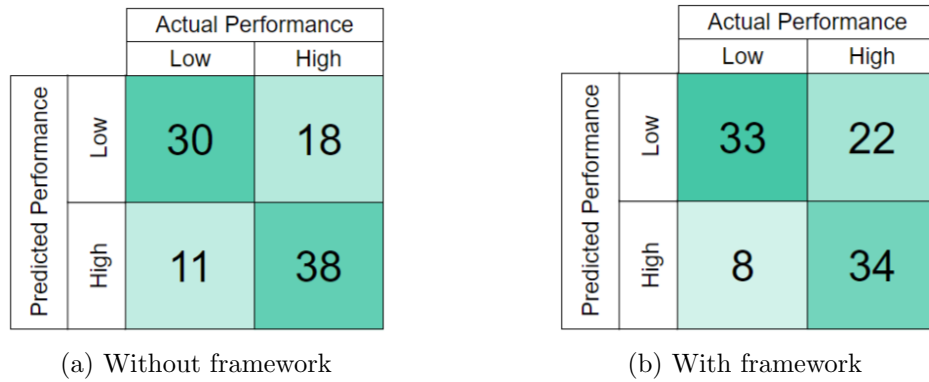 Actual Performance
Low High
Predicted Performance
Low
30 18
High
11 38
(a) Without framework
Actual Performance
Low High
Predicted Performance
Low
33 22
High
8 34
(b) With framework